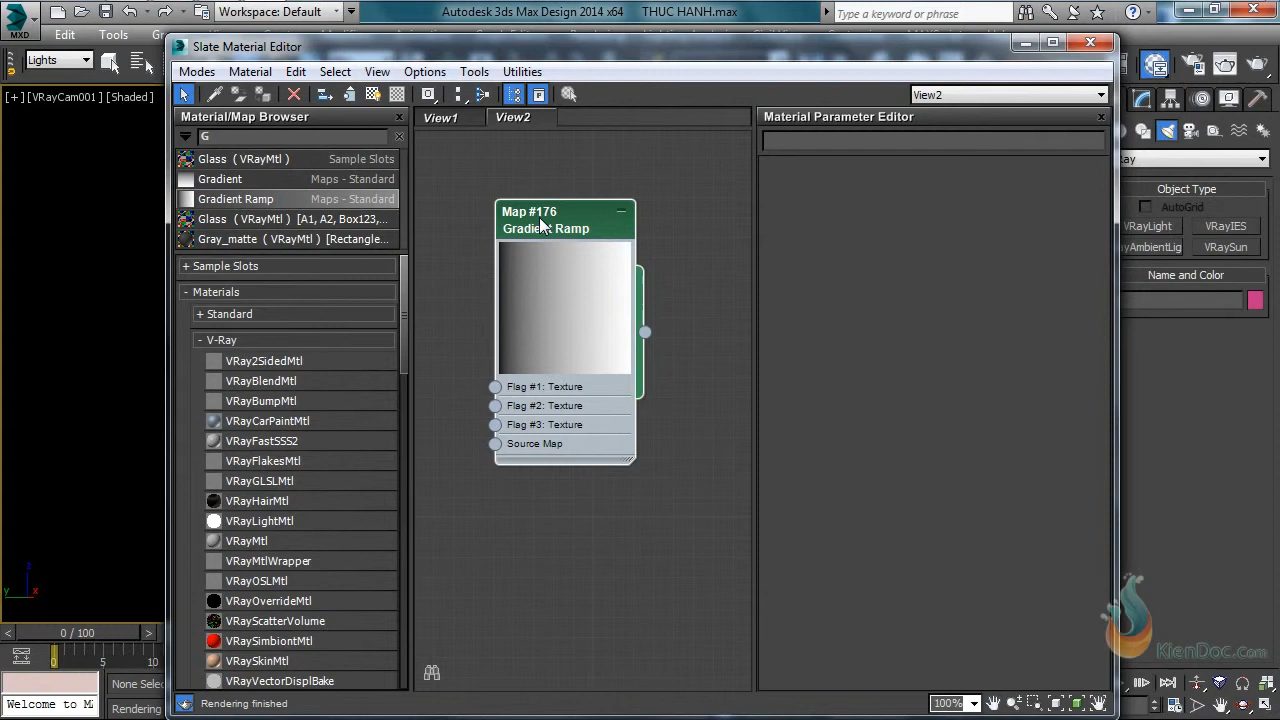 Workspace: Default
Autodesk 3ds Max Design 2014 x64
THUC HANH.max
Type a keyword or phrase
MXD
Edit
Tools
Lights
Slate Material Editor
[+] [VRayCam001] [Shaded]
Modes
Material
Edit
Select
View
Options
Tools
Utilities
View2
Material/Map Browser
View1
View2
Material Parameter Editor
G
Glass ( VRayMtl )
Sample Slots
Gradient
Maps - Standard
Gradient Ramp
Maps - Standard
Glass ( VRayMtl ) [A1, A2, Box123,...
Gray_matte ( VRayMtl ) [Rectangle...
+ Sample Slots
- Materials
+ Standard
- V-Ray
VRay2SidedMtl
VRayBlendMtl
VRayBumpMtl
VRayCarPaintMtl
VRayFastSSS2
VRayFlakesMtl
VRayGLSLMtl
VRayHairMtl
VRayLightMtl
VRayMtl
VRayMtlWrapper
VRayOSLMtl
VRayOverrideMtl
VRayScatterVolume
VRaySimbiontMtl
VRaySkinMtl
VRayVectorDisplBake
Map #176
Gradient Ramp
Flag #1: Texture
Flag #2: Texture
Flag #3: Texture
Source Map
Object Type
AutoGrid
VRayLight
VRayIES
VRaySun
Name and Color
z
y
x
0 / 100
0
5
10
None Selec
Welcome to M
Rendering
Rendering finished
100%
KienDoc.com